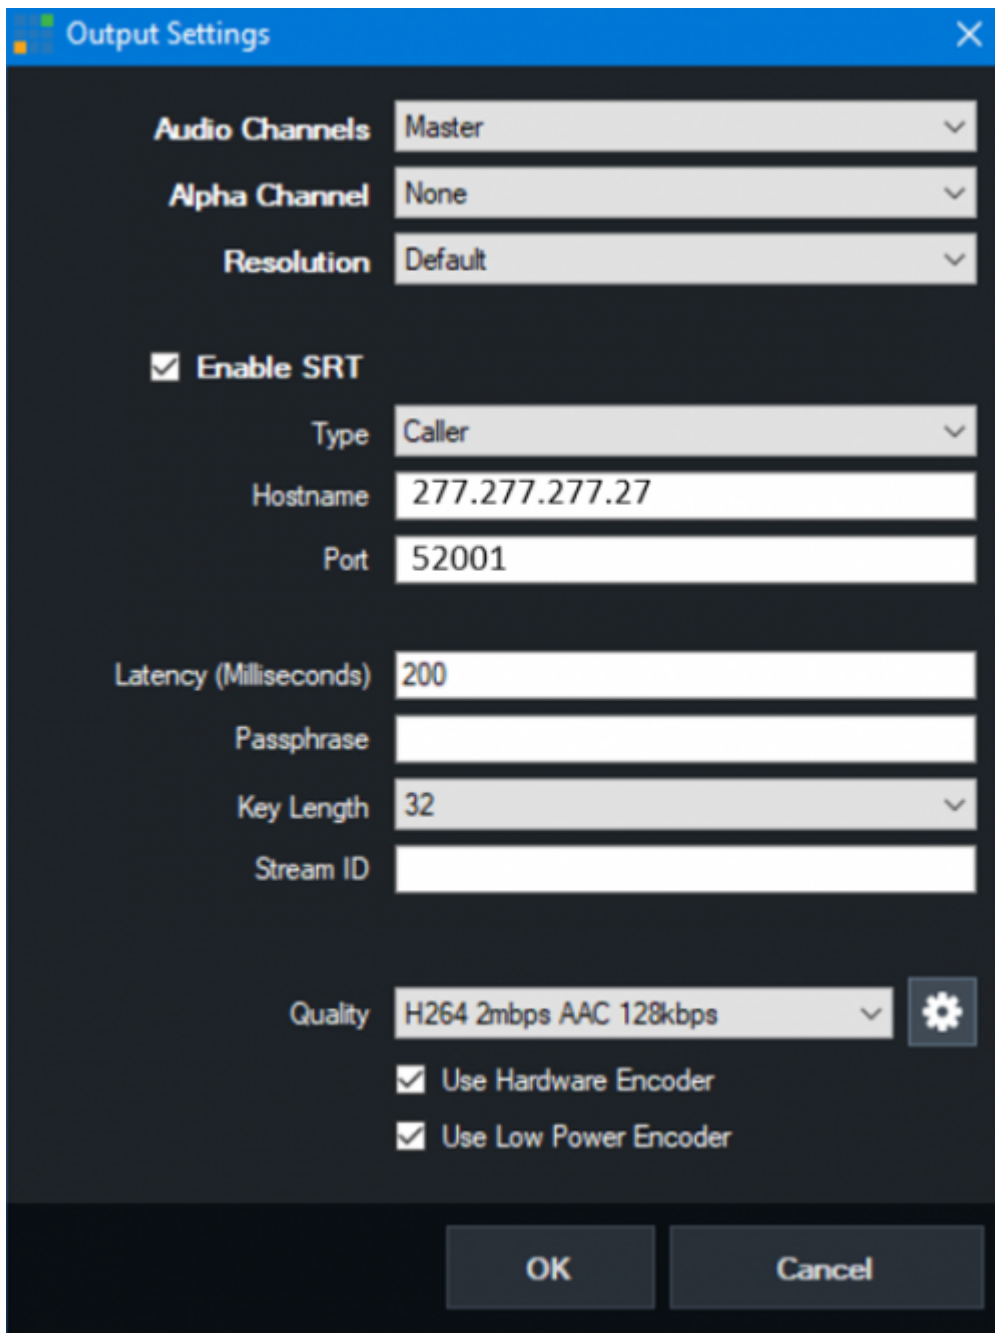 Output Settings
Audio Channels Master
Alpha Channel None
Resolution Default
Enable SRT
Type Caller
Hostname 277.277.277.27
Port 52001
Latency (Milliseconds) 200
Passphrase
Key Length 32
Stream ID
Quality H264 2mbps AAC 128kbps
Use Hardware Encoder
Use Low Power Encoder
OK Cancel